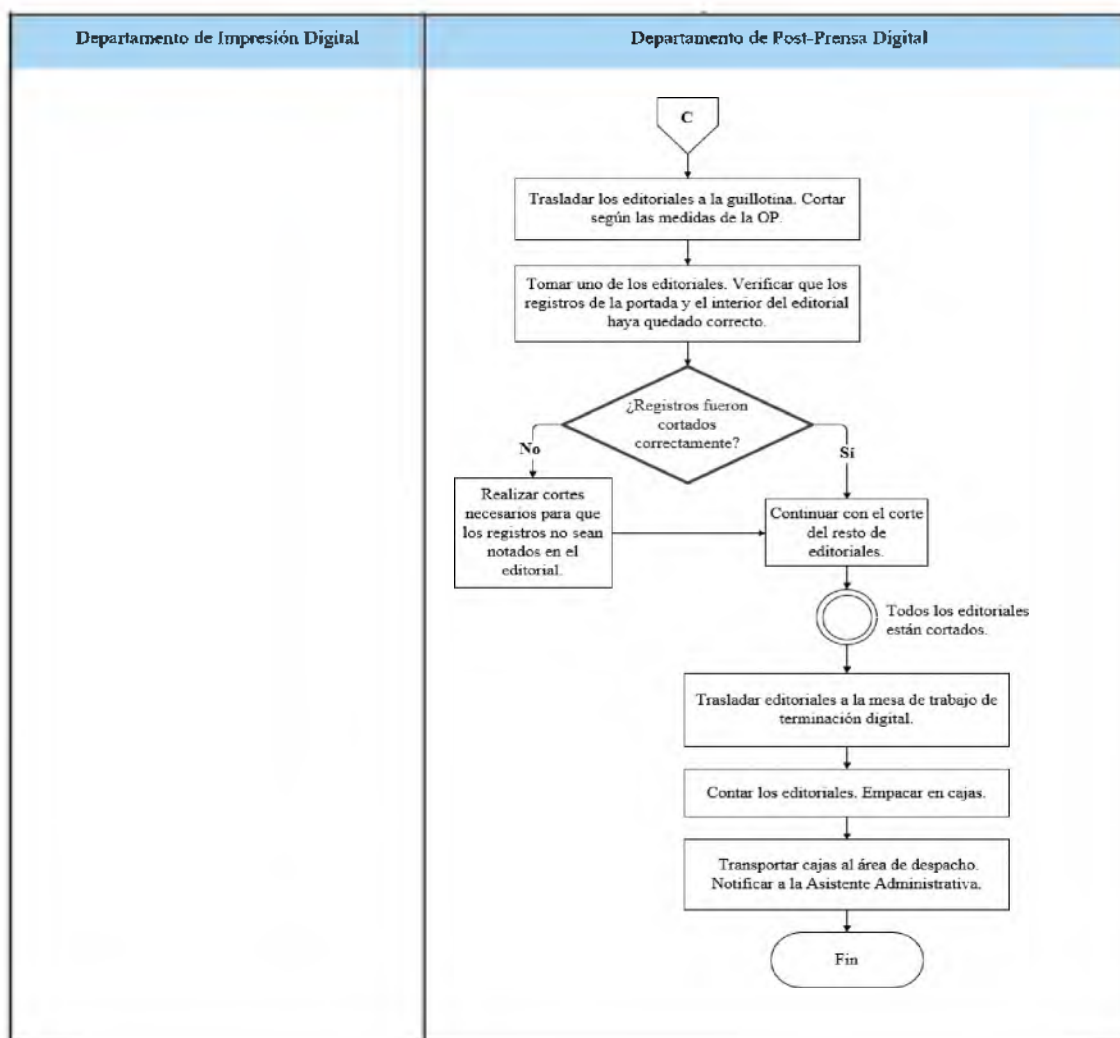 Departamento de Impresión Digital
Departamento de Post-Prensa Digital
C
Trasladar los editoriales a la guillotina. Cortar
según las medidas de la OP.
Tomar uno de los editoriales. Verificar que los
registros de la portada y el interior del editorial
haya quedado correcto.
¿Registros fueron
cortados
correctamente?
No
Sí
Realizar cortes
necesarios para que
los registros no sean
notados en el
editorial.
Continuar con el corte
del resto de
editoriales.
Todos los editoriales
están cortados.
Trasladar editoriales a la mesa de trabajo de
terminación digital.
Contar los editoriales. Empacar en cajas.
Transportar cajas al área de despacho.
Notificar a la Asistente Administrativa.
Fin